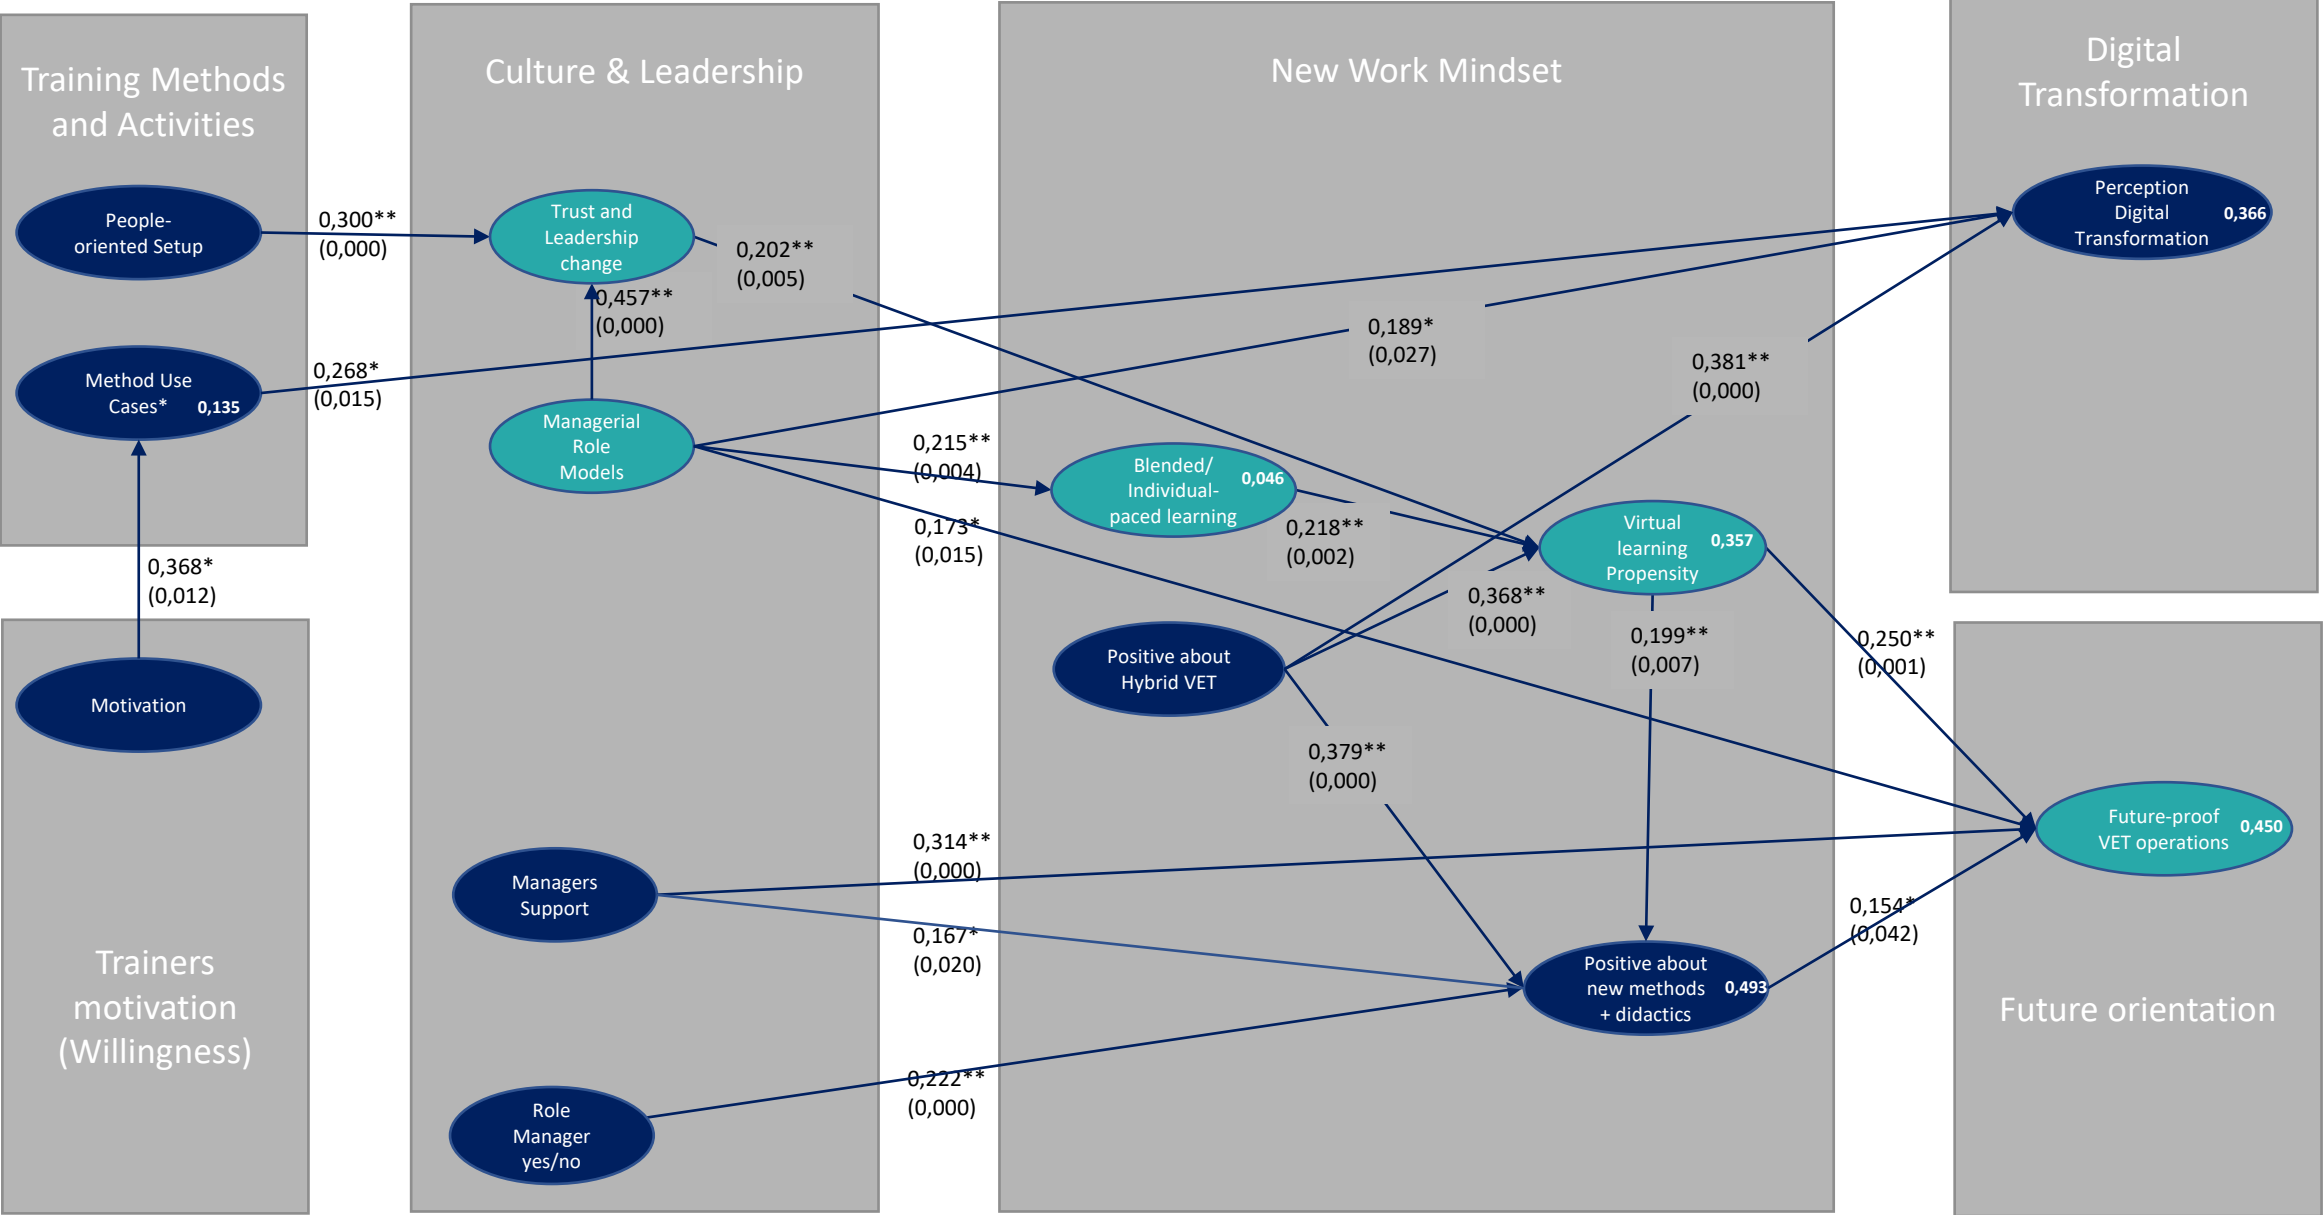 Training Methods
and Activities
People-
oriented Setup
Method Use
Cases*
0,135
0,300**
(0,000)
0,268*
(0,015)
0,368*
(0,012)
Motivation
Trainers
motivation
(Willingness)
Culture & Leadership
Trust and
Leadership
change
0,457**
(0,000)
0,202**
(0,005)
Managerial
Role
Models
0,215**
(0,004)
0,173*
(0,015)
Managers
Support
0,314**
(0,000)
0,167*
(0,020)
Role
Manager
yes/no
0,222**
(0,000)
New Work Mindset
0,189*
(0,027)
0,381**
(0,000)
Blended/
Individual-
paced learning
0,046
0,218**
(0,002)
Virtual
learning
Propensity
0,357
0,368**
(0,000)
0,199**
(0,007)
Positive about
Hybrid VET
0,379**
(0,000)
Positive about
new methods
+ didactics
0,493
0,250**
(0,001)
0,154*
(0,042)
Digital
Transformation
Perception
Digital
Transformation
0,366
Future-proof
VET operations
0,450
Future orientation